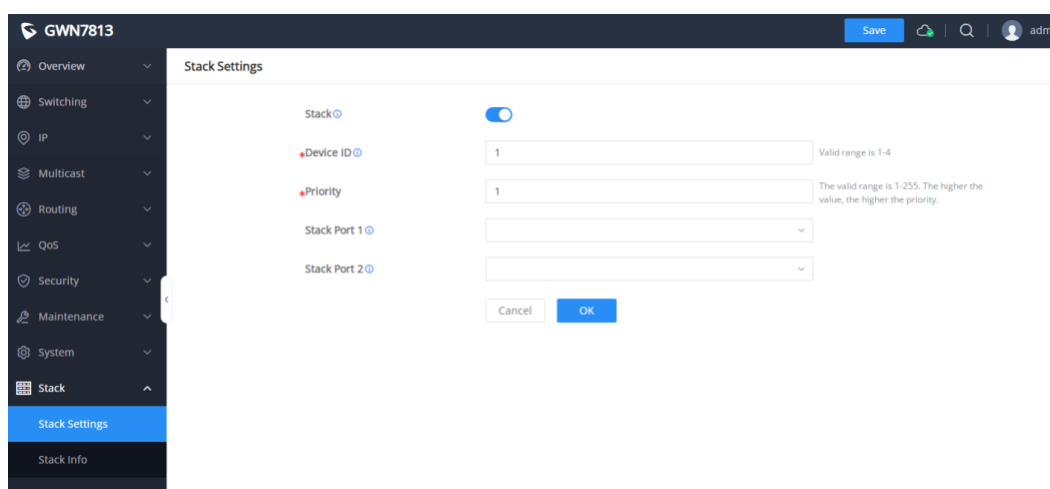 GWN7813
Save
adm
Overview
Switching
IP
Multicast
Routing
QoS
Security
Maintenance
System
Stack
Stack Settings
Stack Info
Stack Settings
Stack
*Device ID
1
Valid range is 1-4
*Priority
1
The valid range is 1-255. The higher the
value, the higher the priority.
Stack Port 1
Stack Port 2
Cancel
OK